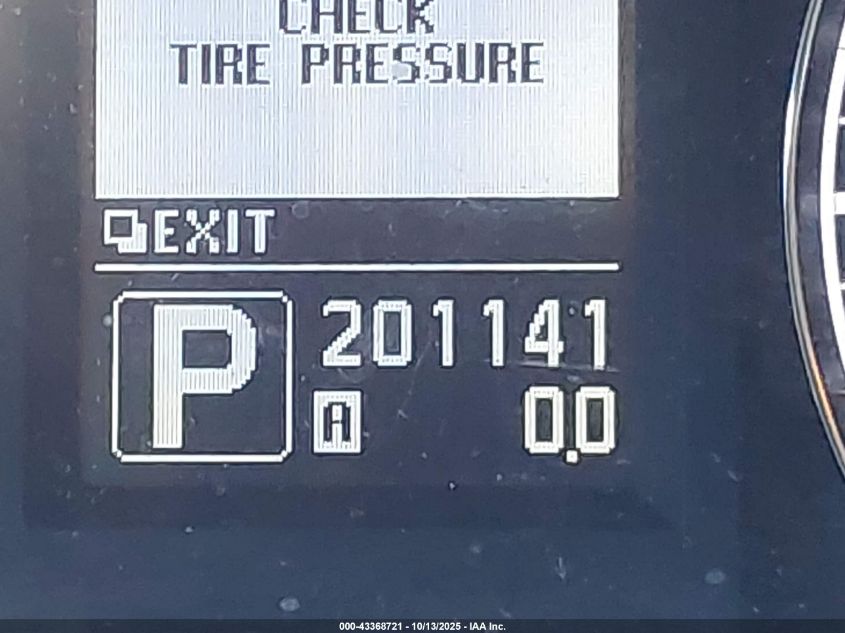 CHECK
TIRE PRESSURE
EXIT
P
201141
A 0.0
000-43368721 - 10/13/2025 - IAA Inc.